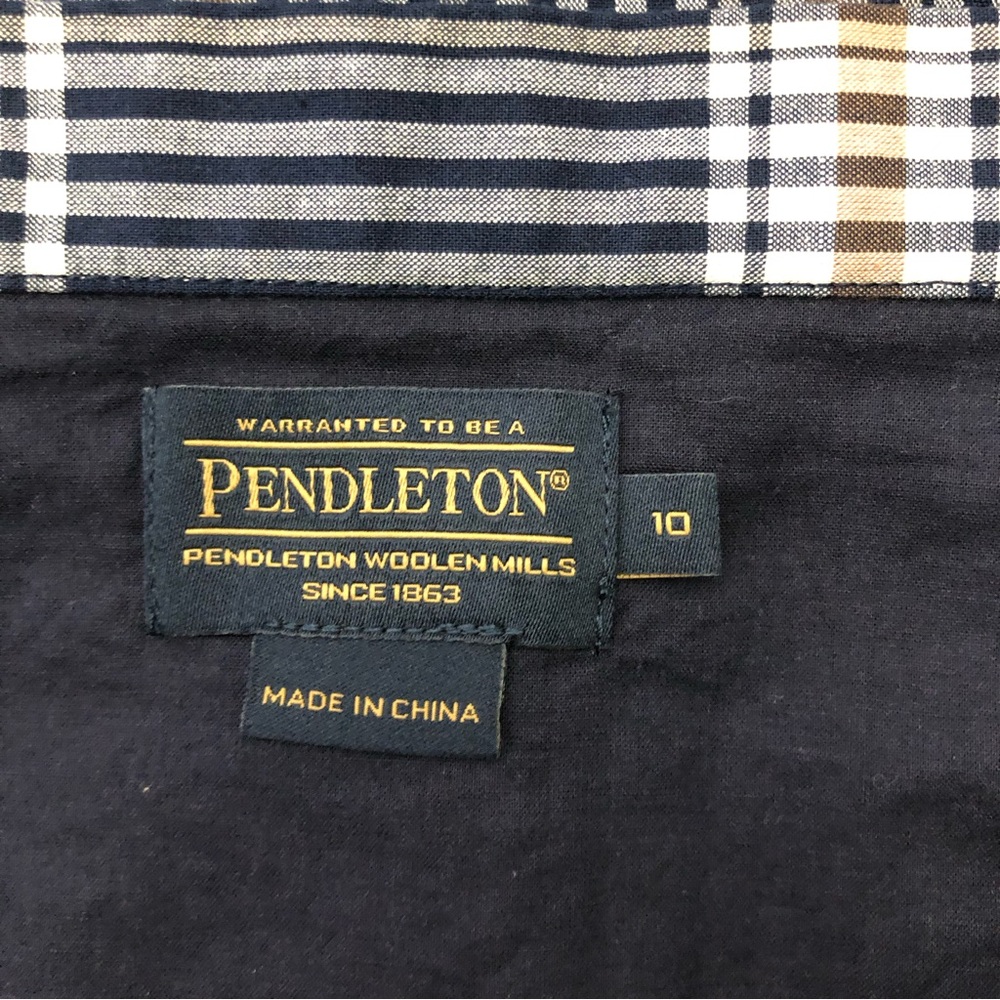 WARRANTED TO BE A
PENDLETON®
PENDLETON WOOLEN MILLS
SINCE 1863
10
MADE IN CHINA